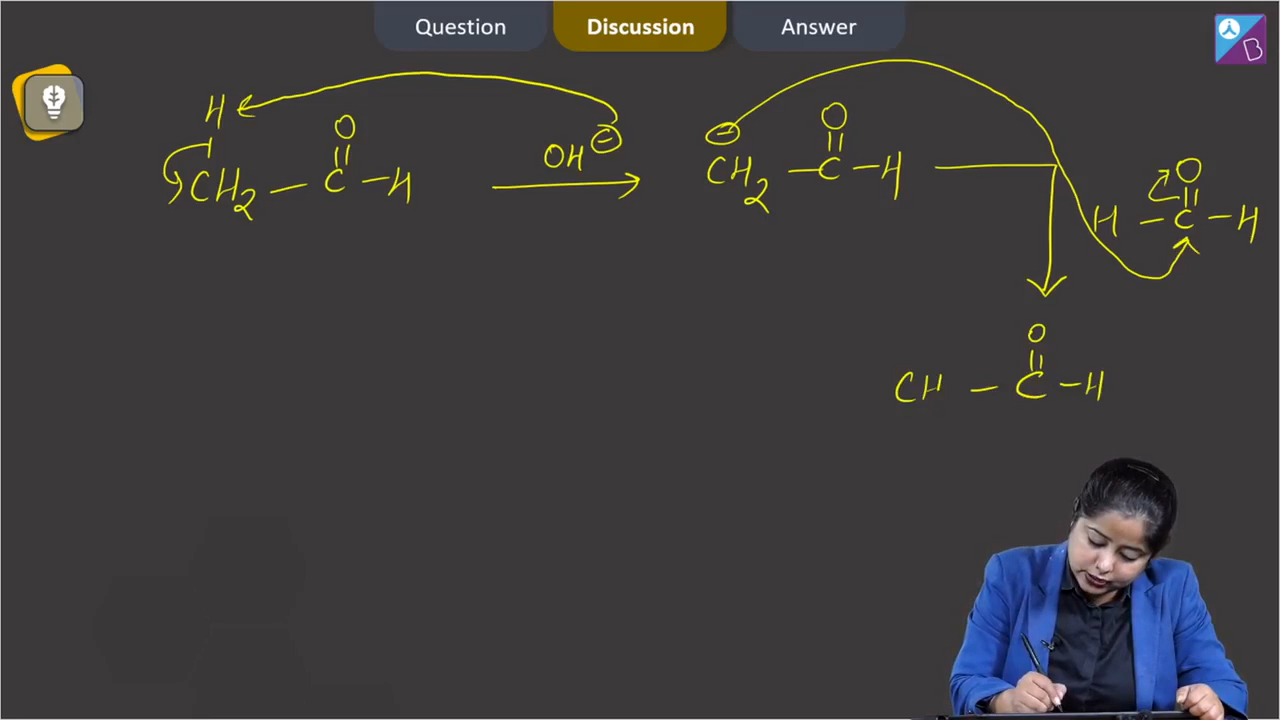 Question Discussion Answer
B
H
O
CH2 — C — H
OH⊖
⊖
O
CH2 — C — H
O
H — C — H
O
CH — C — H